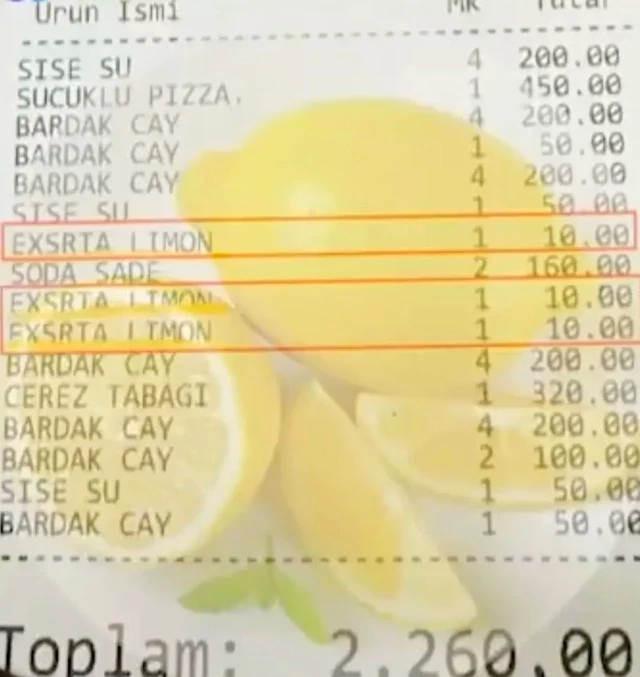 Urun Ismi MK Tutar
SISE SU 4 200.00
SUCUKLU PIZZA. 1 450.00
BARDAK CAY 4 200.00
BARDAK CAY 1 50.00
BARDAK CAY 4 200.00
SISE SU 1 50.00
EXSRTA LIMON 1 10.00
SODA SADE 2 160.00
EXSRTA LIMON 1 10.00
EXSRTA LIMON 1 10.00
BARDAK CAY 4 200.00
CEREZ TABAGI 1 320.00
BARDAK CAY 4 200.00
BARDAK CAY 2 100.00
SISE SU 1 50.00
BARDAK CAY 1 50.00
Toplam: 2.260,00